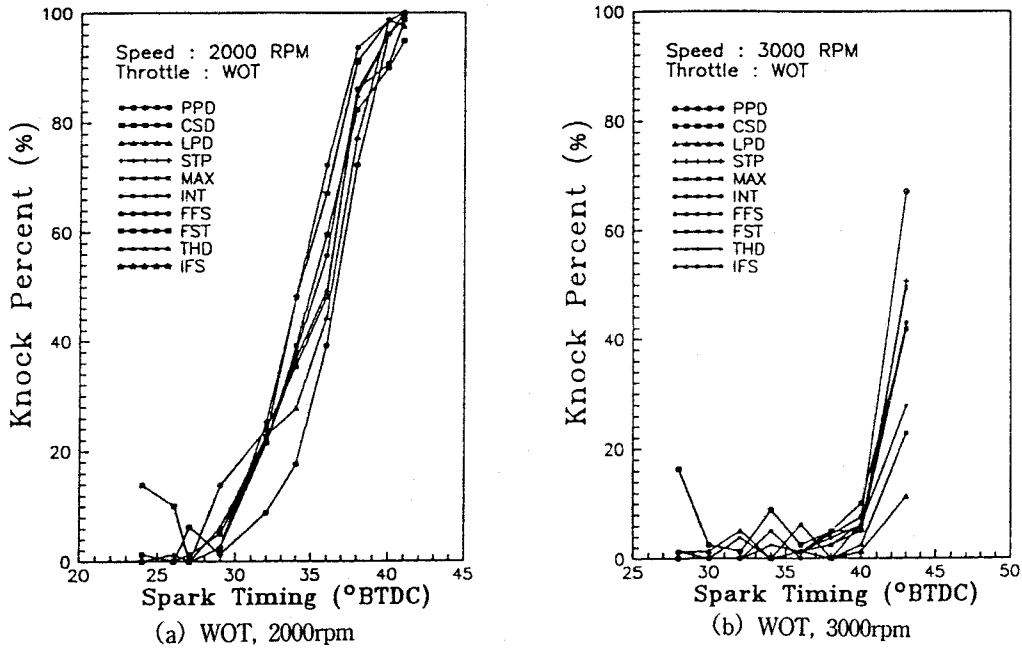 Knock Percent (%)
100
80
60
40
20
0
Speed : 2000 RPM
Throttle : WOT
PPD
CSD
LPD
STP
MAX
INT
FFS
FST
THD
IFS
20 25 30 35 40 45
Spark Timing (°BTDC)
(a) WOT, 2000rpm
Knock Percent (%)
100
80
60
40
20
0
Speed : 3000 RPM
Throttle : WOT
PPD
CSD
LPD
STP
MAX
INT
FFS
FST
THD
IFS
25 30 35 40 45 50
Spark Timing (°BTDC)
(b) WOT, 3000rpm